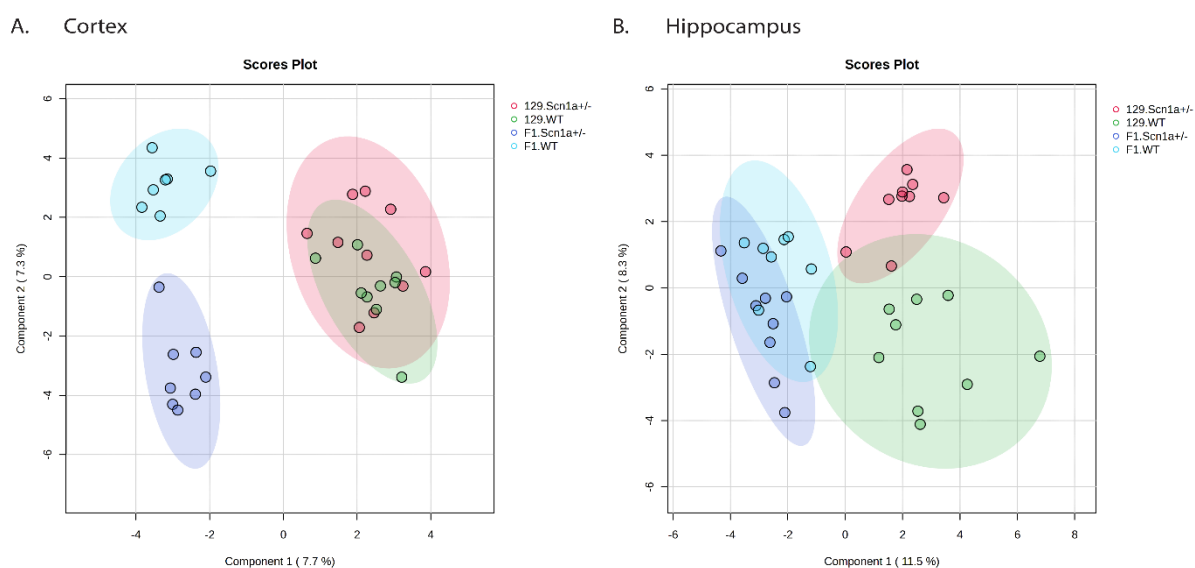 A. Cortex
Scores Plot
6
4
2
0
-2
-4
-6
-4
-2
0
2
4
Component 2 ( 7.3 %)
Component 1 ( 7.7 %)
129.Scn1a+/-
129.WT
F1.Scn1a+/-
F1.WT
B. Hippocampus
Scores Plot
6
4
2
0
-2
-4
-6
-6
-4
-2
0
2
4
6
8
Component 2 ( 8.3 %)
Component 1 ( 11.5 %)
129.Scn1a+/-
129.WT
F1.Scn1a+/-
F1.WT